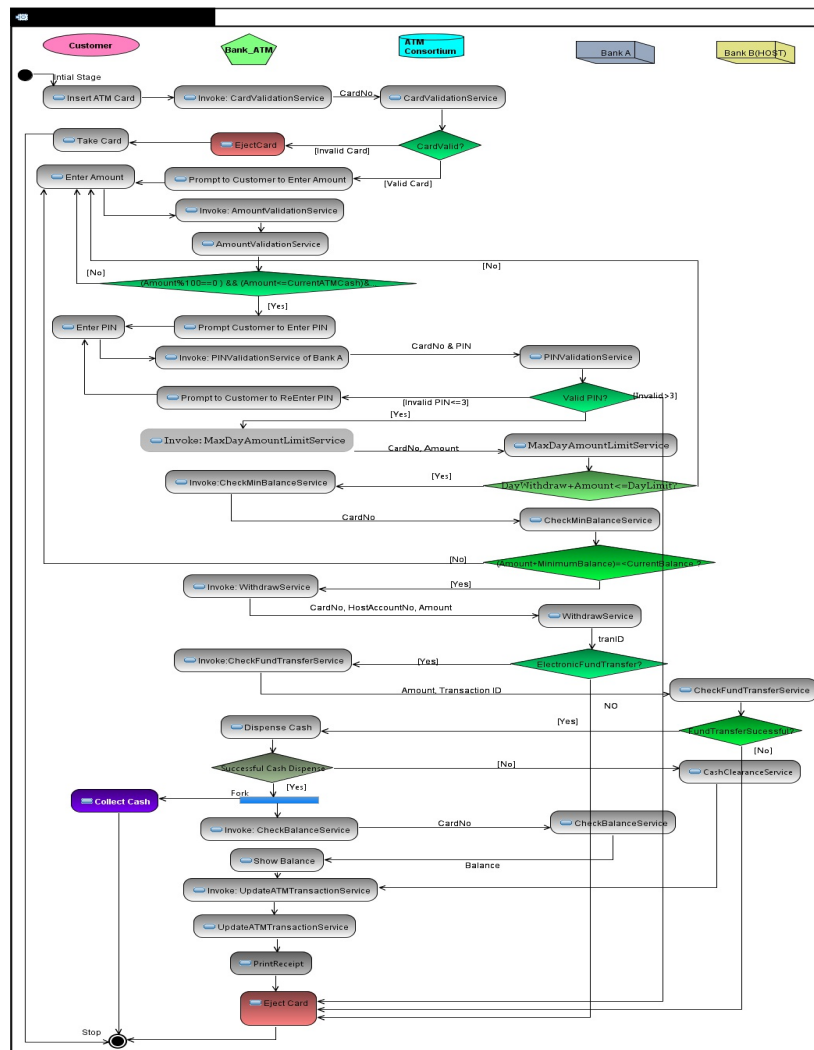 Customer
Bank_ATM
ATM
Consortium
Bank A
Bank B(HOST)
Intial Stage
Insert ATM Card
Invoke: CardValidationService
CardNo
CardValidationService
Take Card
EjectCard
[Invalid Card]
CardValid?
Enter Amount
Prompt to Customer to Enter Amount
[Valid Card]
Invoke: AmountValidationService
AmountValidationService
[No]
[No]
(Amount%100==0 ) && (Amount<=CurrentATMCash)&
[Yes]
Enter PIN
Prompt Customer to Enter PIN
Invoke: PINValidationService of Bank A
CardNo & PIN
PINValidationService
Prompt to Customer to ReEnter PIN
[Invalid PIN<=3]
Valid PIN?
[Invalid>3]
[Yes]
Invoke: MaxDayAmountLimitService
CardNo, Amount
MaxDayAmountLimitService
Invoke:CheckMinBalanceService
[Yes]
DayWithdraw+Amount<=DayLimit?
CardNo
CheckMinBalanceService
[No]
(Amount+MinimumBalance)=<CurrentBalance ?
Invoke: WithdrawService
[Yes]
CardNo, HostAccountNo, Amount
WithdrawService
tranID
Invoke:CheckFundTransferService
[Yes]
ElectronicFundTransfer?
Amount, Transaction ID
CheckFundTransferService
NO
Dispense Cash
[Yes]
FundTransferSucessful?
[No]
Successful Cash Dispense
[No]
CashClearanceService
[Yes]
Fork
Collect Cash
Invoke: CheckBalanceService
CardNo
CheckBalanceService
Show Balance
Balance
Invoke: UpdateATMTransactionService
UpdateATMTransactionService
PrintReceipt
Eject Card
Stop